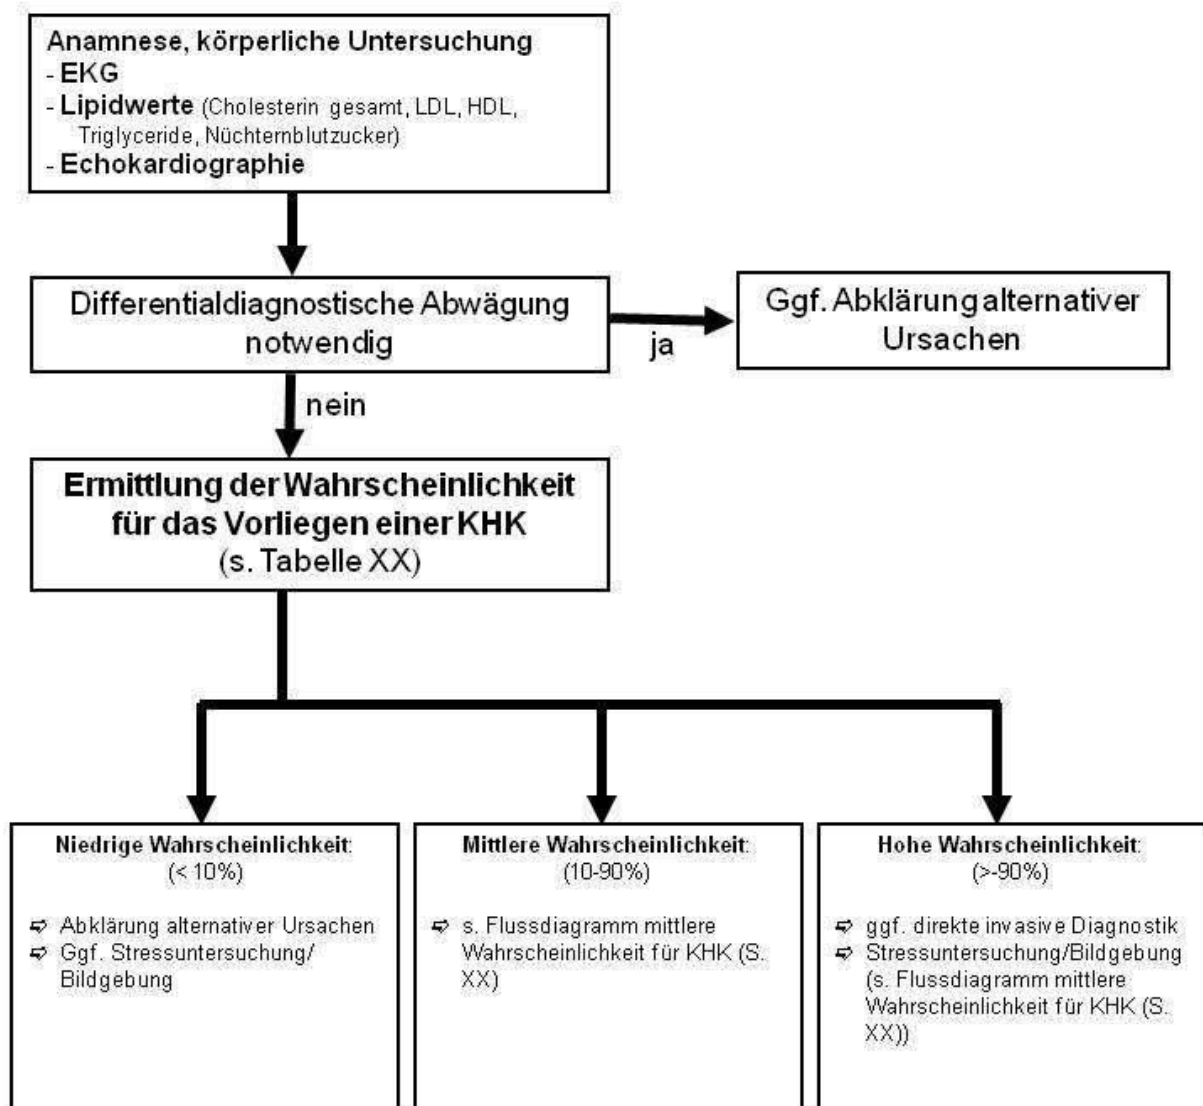 Anamnese, körperliche Untersuchung
- EKG
- Lipidwerte (Cholesterin gesamt, LDL, HDL,
Triglyceride, Nüchternblutzucker)
- Echokardiographie
Differentialdiagnostische Abwägung
notwendig
ja
Ggf. Abklärung alternativer
Ursachen
nein
Ermittlung der Wahrscheinlichkeit
für das Vorliegen einer KHK
(s. Tabelle XX)
Niedrige Wahrscheinlichkeit:
(< 10%)
⇨ Abklärung alternativer Ursachen
⇨ Ggf. Stressuntersuchung/
Bildgebung
Mittlere Wahrscheinlichkeit:
(10-90%)
⇨ s. Flussdiagramm mittlere
Wahrscheinlichkeit für KHK (S.
XX)
Hohe Wahrscheinlichkeit:
(>-90%)
⇨ ggf. direkte invasive Diagnostik
⇨ Stressuntersuchung/Bildgebung
(s. Flussdiagramm mittlere
Wahrscheinlichkeit für KHK (S.
XX))